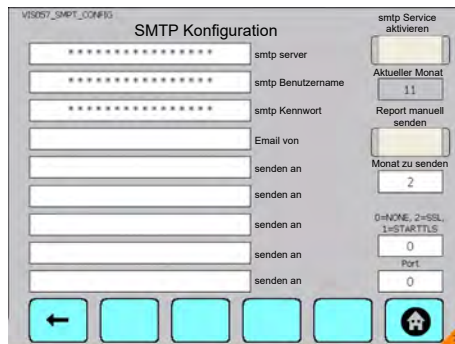 VIS057_SMPT_CONFIG
SMTP Konfiguration
smtp Service
aktivieren
* * * * * * * * * * * * * * * *
smtp server
* * * * * * * * * * * * * * * *
smtp Benutzername
Aktueller Monat
11
* * * * * * * * * * * * * * * *
smtp Kennwort
Report manuell
senden
Email von
senden an
Monat zu senden
2
senden an
senden an
0=NONE, 2=SSL,
1=STARTTLS
0
senden an
Port
senden an
0